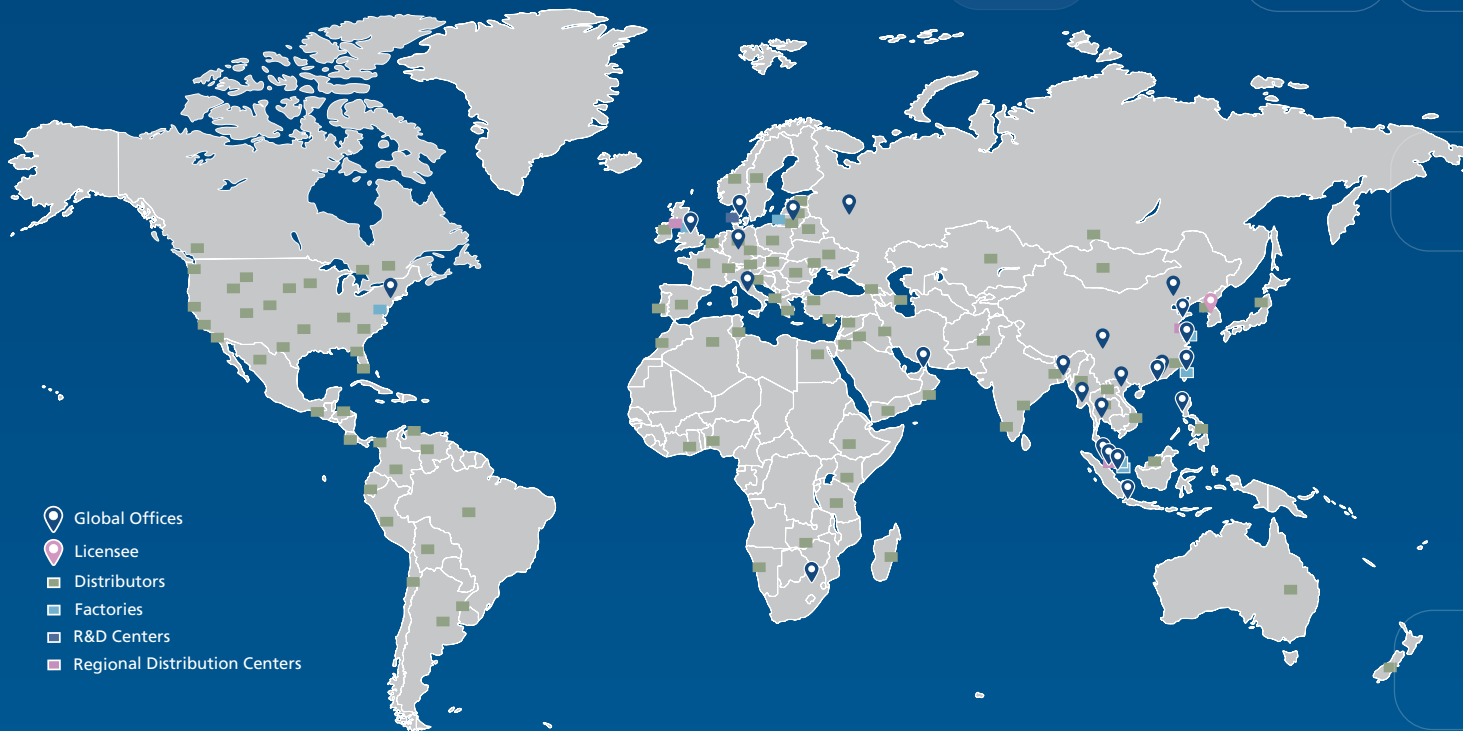 Global Offices
Licensee
Distributors
Factories
R&D Centers
Regional Distribution Centers